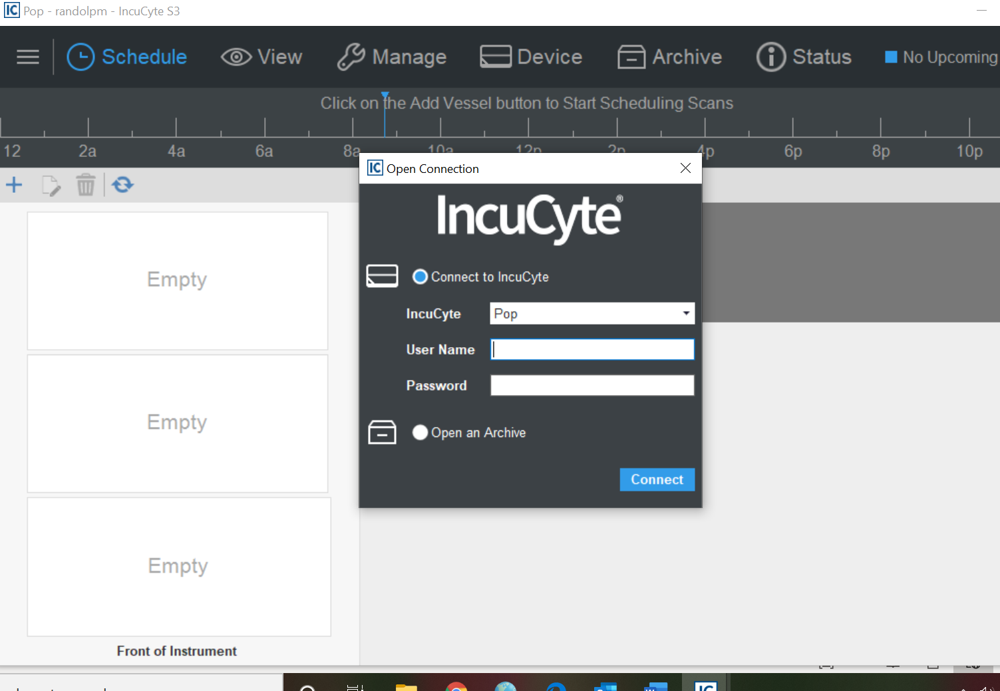 IC Pop - randolpm - IncuCyte S3
Schedule View Manage Device Archive Status No Upcoming
Click on the Add Vessel button to Start Scheduling Scans
12 2a 4a 6a 8a 10a 12p 2p 4p 6p 8p 10p
IC Open Connection
IncuCyte®
Connect to IncuCyte
IncuCyte Pop
User Name
Password
Open an Archive
Connect
Empty
Empty
Empty
Front of Instrument
IC